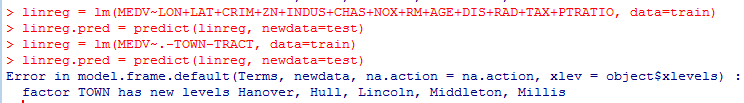 > linreg = lm(MEDV~LON+LAT+CRIM+ZN+INDUS+CHAS+NOX+RM+AGE+DIS+RAD+TAX+PTRATIO, data=train)
> linreg.pred = predict(linreg, newdata=test)
> linreg = lm(MEDV~.-TOWN-TRACT, data=train)
> linreg.pred = predict(linreg, newdata=test)
Error in model.frame.default(Terms, newdata, na.action = na.action, xlev = object$xlevels) :
  factor TOWN has new levels Hanover, Hull, Lincoln, Middleton, Millis